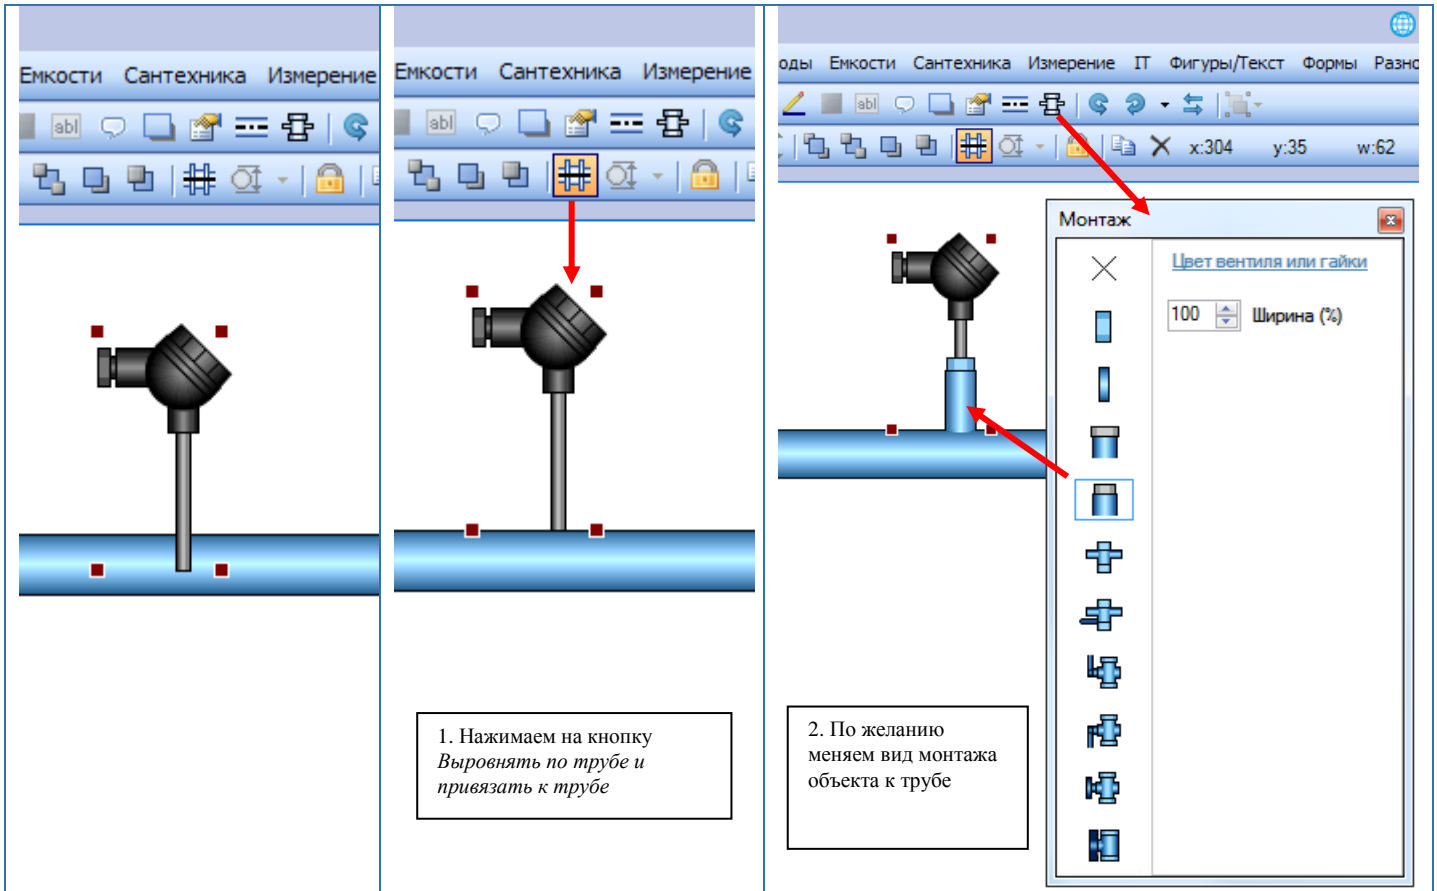 Емкости Сантехника Измерение
abl
Емкости Сантехника Измерение
abl
1. Нажимаем на кнопку
Выровнять по трубе и
привязать к трубе
оды Емкости Сантехника Измерение IT Фигуры/Текст Формы Разно
abl
x:304 y:35 w:62
Монтаж
Цвет вентиля или гайки
100 Ширина (%)
2. По желанию
меняем вид монтажа
объекта к трубе